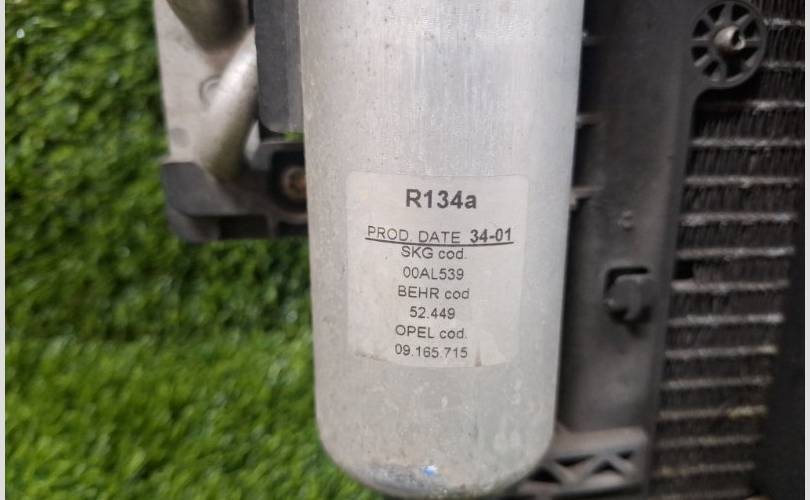 R134a
PROD. DATE 34-01
SKG cod.
00AL539
BEHR cod
52.449
OPEL cod.
09.165.715